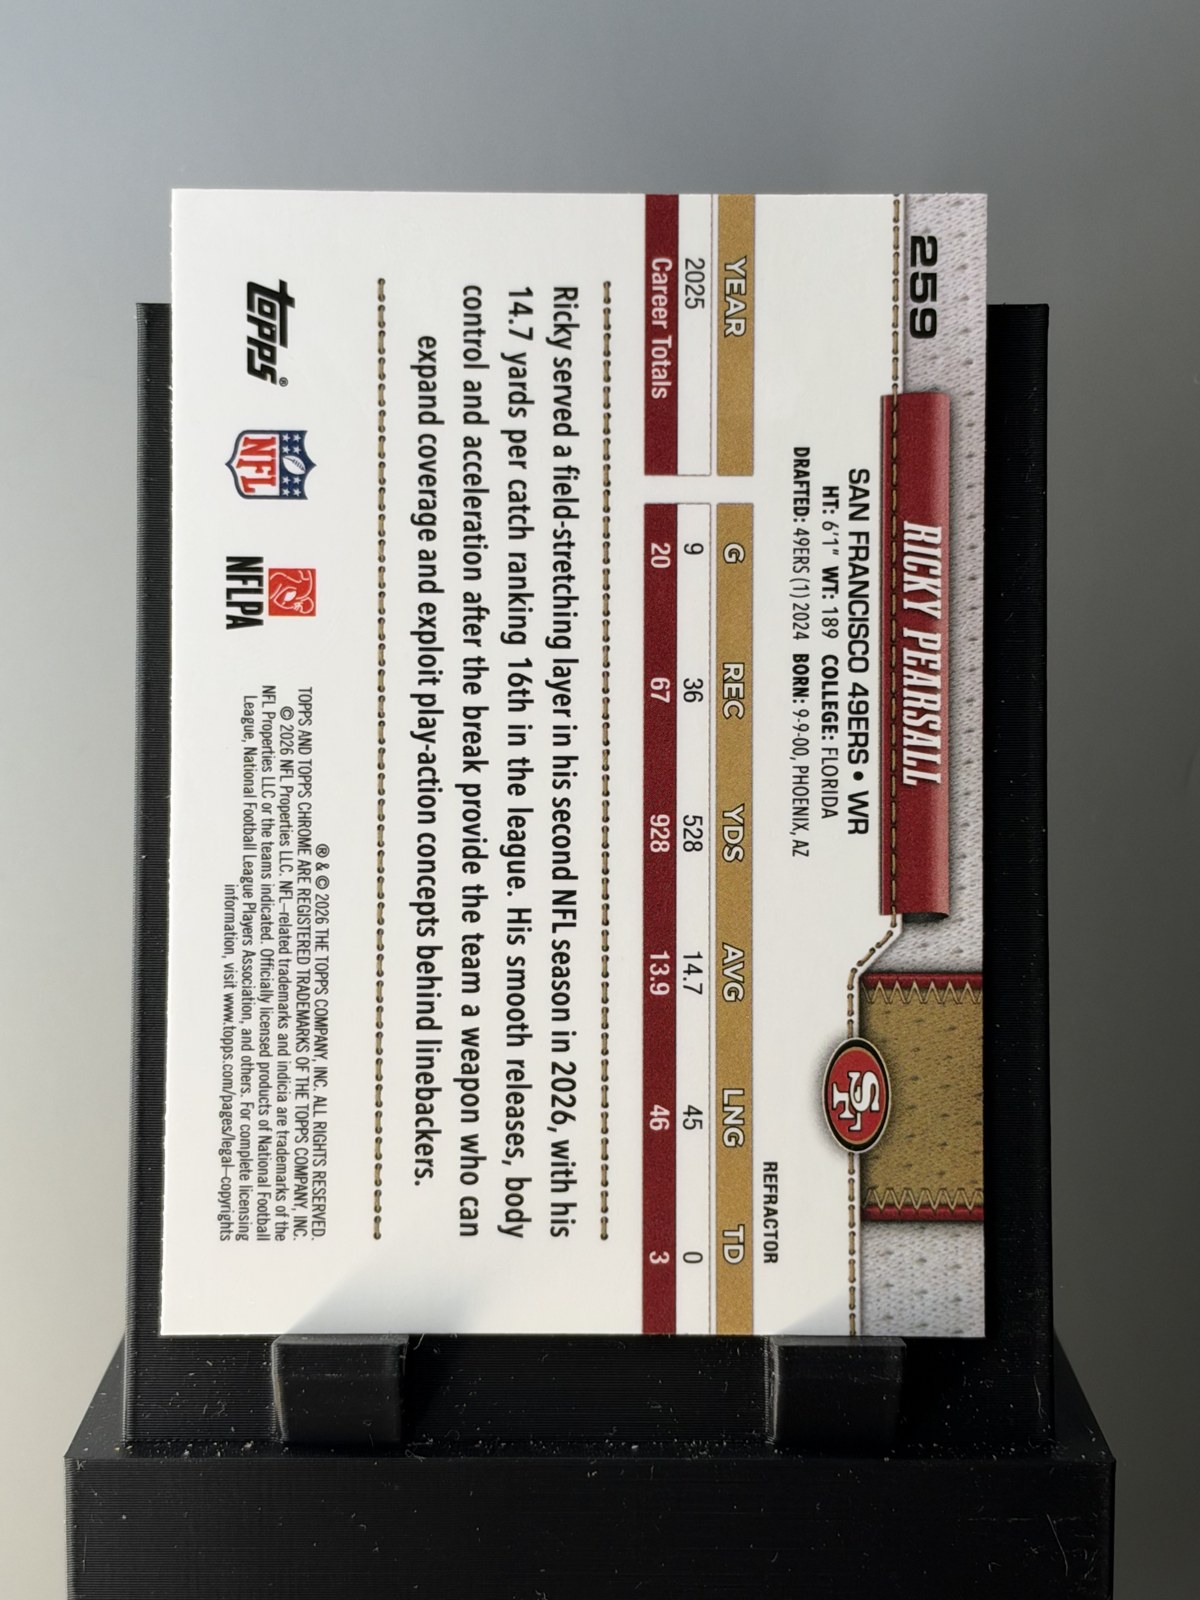 259
RICKY PEARSALL
SAN FRANCISCO 49ERS • WR
HT: 6'1" WT: 189 COLLEGE: FLORIDA
DRAFTED: 49ERS (1) 2024 BORN: 9-9-00, PHOENIX, AZ
SF
REFRACTOR
YEAR G REC YDS AVG LNG TD
2025 9 36 528 14.7 45 0
Career Totals 20 67 928 13.9 46 3
Ricky served a field-stretching layer in his second NFL season in 2026, with his
14.7 yards per catch ranking 16th in the league. His smooth releases, body
control and acceleration after the break provide the team a weapon who can
expand coverage and exploit play-action concepts behind linebackers.
topps®
NFL
NFLPA
® & © 2026 THE TOPPS COMPANY, INC. ALL RIGHTS RESERVED.
TOPPS AND TOPPS CHROME ARE REGISTERED TRADEMARKS OF THE TOPPS COMPANY, INC.
© 2026 NFL Properties LLC. NFL-related trademarks and indicia are trademarks of the
NFL Properties LLC or the teams indicated. Officially licensed products of National Football
League, National Football League Players Association, and others. For complete licensing
information, visit www.topps.com/pages/legal-copyrights